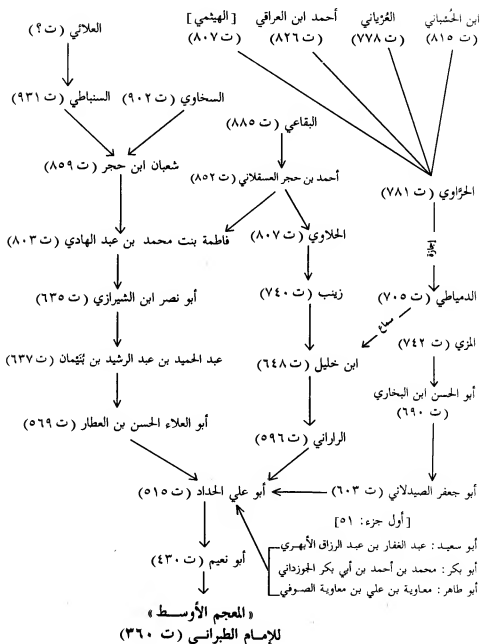 ابن الحُسْباني
(ت ٨١٥)
العُرْياني
(ت ٧٧٨)
أحمد ابن العراقي
(ت ٨٢٦)
[الهيثمي]
(ت ٨٠٧)
العلائي (ت ؟)
السخاوي (ت ٩٠٢)
السنباطي (ت ٩٣١)
البقاعي (ت ٨٨٥)
شعبان ابن حجر (ت ٨٥٩)
أحمد بن حجر العسقلاني (ت ٨٥٢)
الحرَّاوي (ت ٧٨١)
إجازة
الحلاوي (ت ٨٠٧)
فاطمة بنت محمد بن عبد الهادي (ت ٨٠٣)
الدمياطي (ت ٧٠٥)
سماع
زينب (ت ٧٤٠)
أبو نصر ابن الشيرازي (ت ٦٣٥)
المزي (ت ٧٤٢)
ابن خليل (ت ٦٤٨)
عبد الحميد بن عبد الرشيد بن بُنَيْمان (ت ٦٣٧)
أبو الحسن ابن البخاري
(ت ٦٩٠)
الراراني (ت ٥٩٦)
أبو العلاء الحسن بن العطار (ت ٥٦٩)
أبو جعفر الصيدلاني (ت ٦٠٣)
أبو علي الحداد (ت ٥١٥)
[أول جزء: ٥١]
أبو سعيد: عبد الغفار بن عبد الرزاق الأبهري
أبو بكر: محمد بن أحمد بن أبي بكر الجوزداني
أبو طاهر: معاوية بن علي بن معاوية الصوفي
أبو نعيم (ت ٤٣٠)
«المعجم الأوسط»
للإمام الطبراني (ت ٣٦٠)